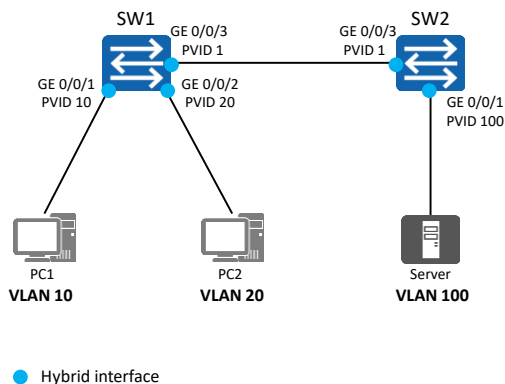 SW1
SW2
GE 0/0/3
PVID 1
GE 0/0/3
PVID 1
GE 0/0/1
PVID 10
GE 0/0/2
PVID 20
GE 0/0/1
PVID 100
PC1
VLAN 10
PC2
VLAN 20
Server
VLAN 100
Hybrid interface